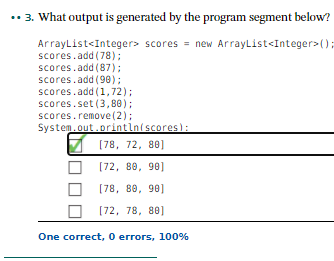 •• 3. What output is generated by the program segment below?
ArrayList<Integer> scores = new ArrayList<Integer>();
scores.add(78);
scores.add(87);
scores.add(90);
scores.add(1,72);
scores.set(3,80);
scores.remove(2);
System.out.println(scores);
[78, 72, 80]
[72, 80, 90]
[78, 80, 90]
[72, 78, 80]
One correct, 0 errors, 100%